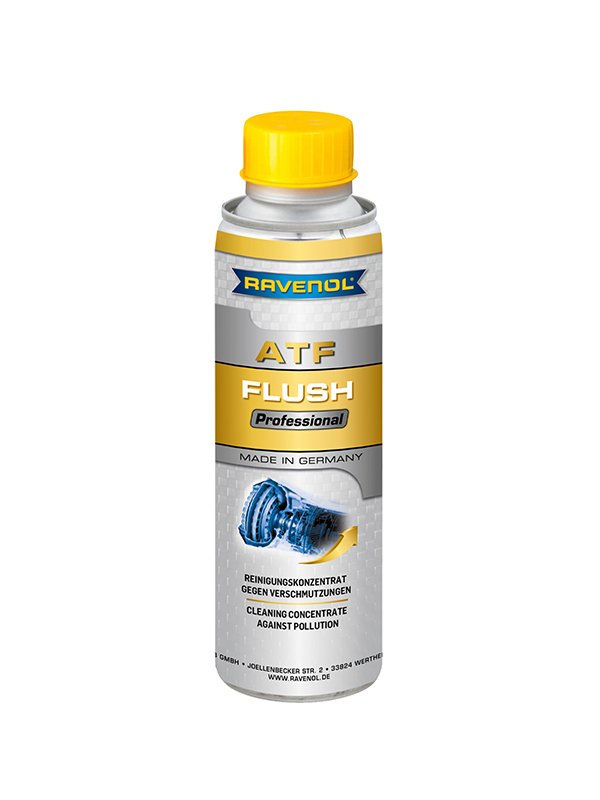 RAVENOL®
ATF
FLUSH
Professional
MADE IN GERMANY
REINIGUNGSKONZENTRAT
GEGEN VERSCHMUTZUNGEN
CLEANING CONCENTRATE
AGAINST POLLUTION
GMBH • JOELLENBECKER STR. 2 • 33824
WWW.RAVENOL.DE